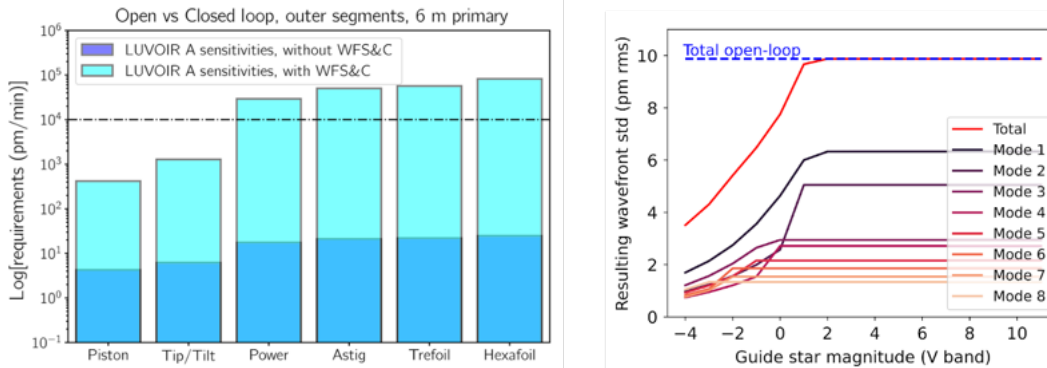 Open vs Closed loop, outer segments, 6 m primary
LUVOIR A sensitivities, without WFS&C
LUVOIR A sensitivities, with WFS&C
Log[requirements (pm/min)]
10^6
10^5
10^4
10^3
10^2
10^1
10^0
10^-1
Piston Tip/Tilt Power Astig Trefoil Hexafoil
Total open-loop
Resulting wavefront std (pm rms)
10
8
6
4
2
0
Total
Mode 1
Mode 2
Mode 3
Mode 4
Mode 5
Mode 6
Mode 7
Mode 8
−4 −2 0 2 4 6 8 10
Guide star magnitude (V band)